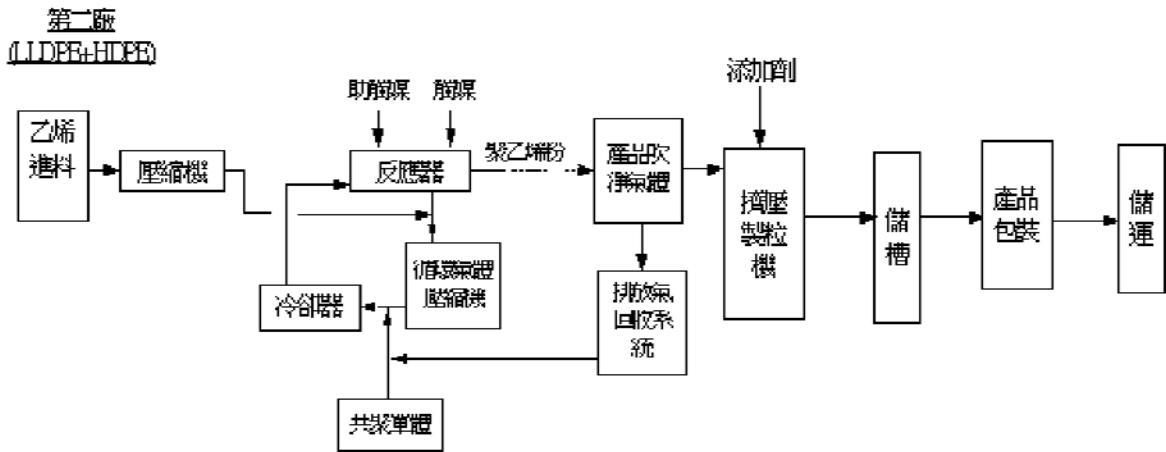 第二廠
(LLDPE+HDPE)
添加劑
助觸媒
觸媒
乙烯
進料
壓縮機
反應器
聚乙烯粉
產品吹
淨氣體
擠壓
製粒
機
儲
槽
產品
包裝
儲
運
循環氣體
壓縮機
冷卻器
排放氣
回收系
統
共聚單體